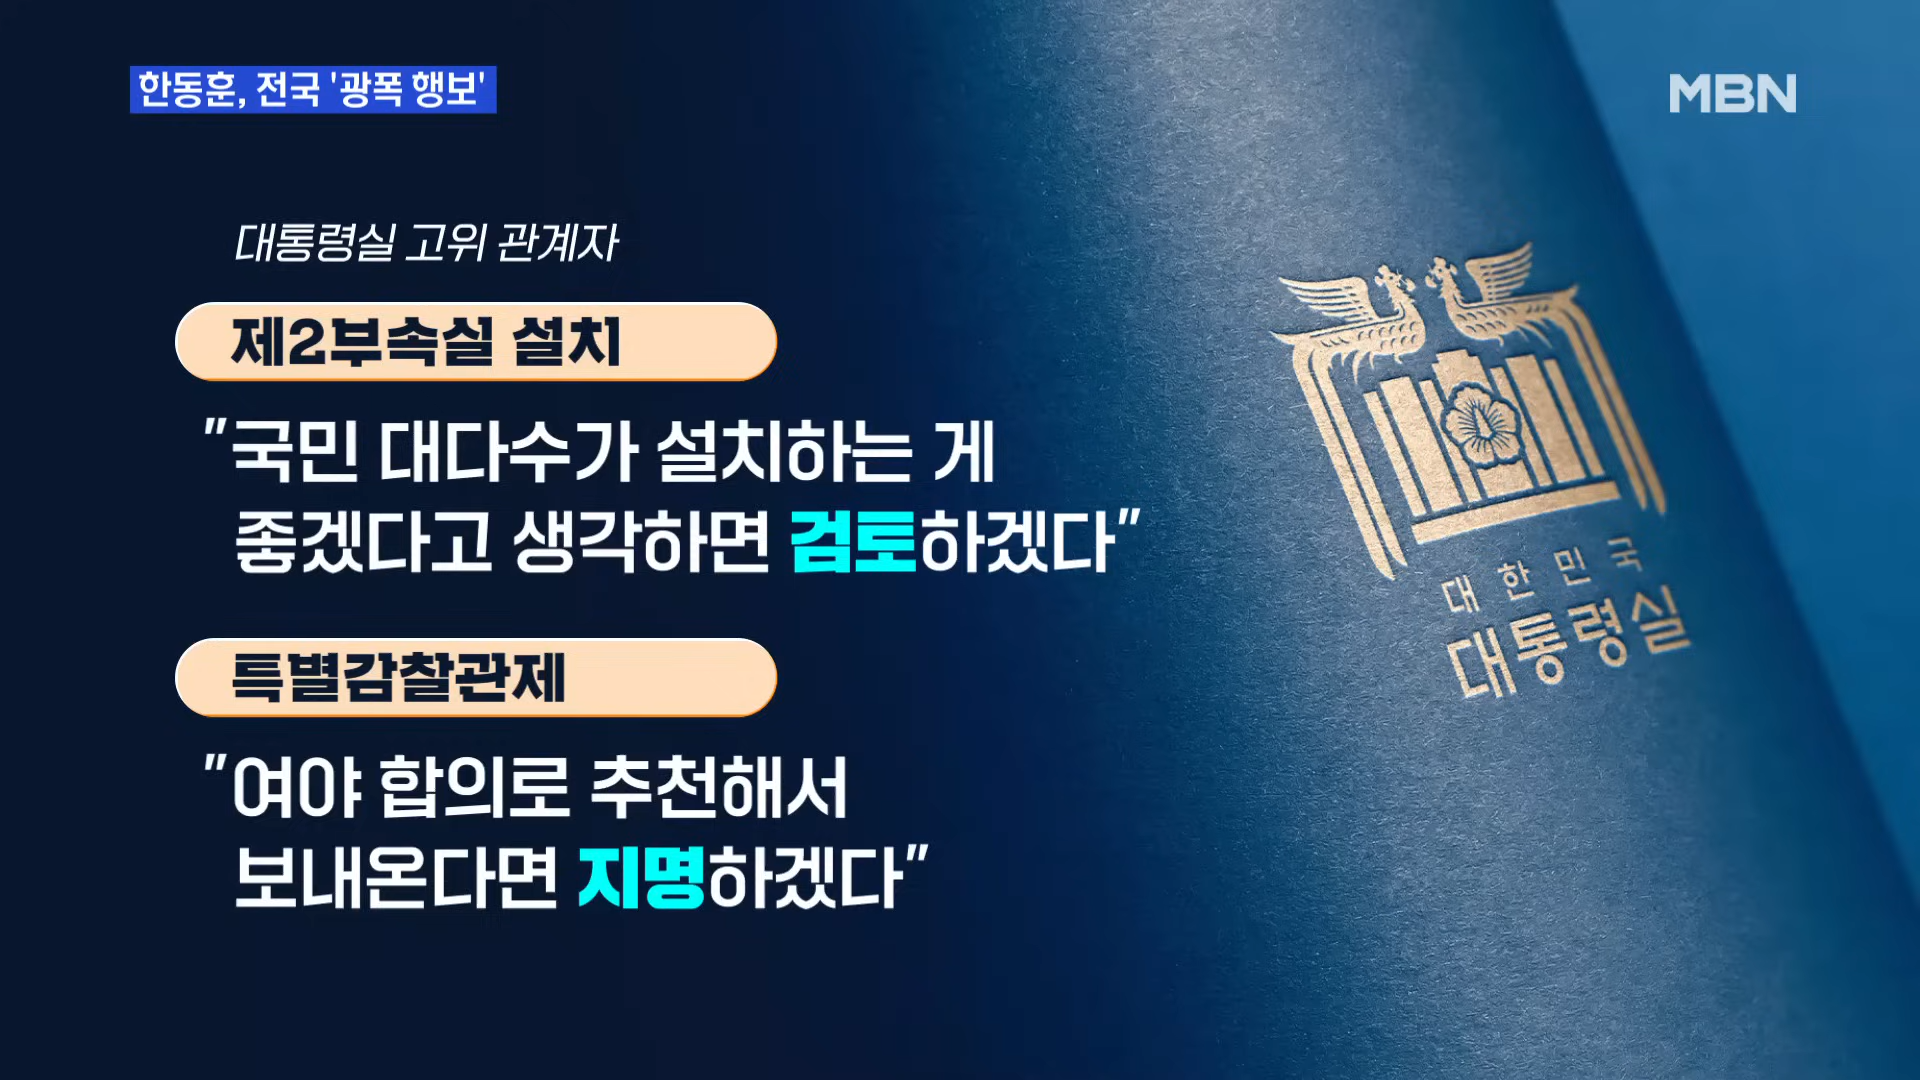 한동훈, 전국 '광폭 행보'
MBN
대통령실 고위 관계자
제2부속실 설치
"국민 대다수가 설치하는 게
좋겠다고 생각하면 검토하겠다"
특별감찰관제
"여야 합의로 추천해서
보내온다면 지명하겠다"
대한민국
대통령실